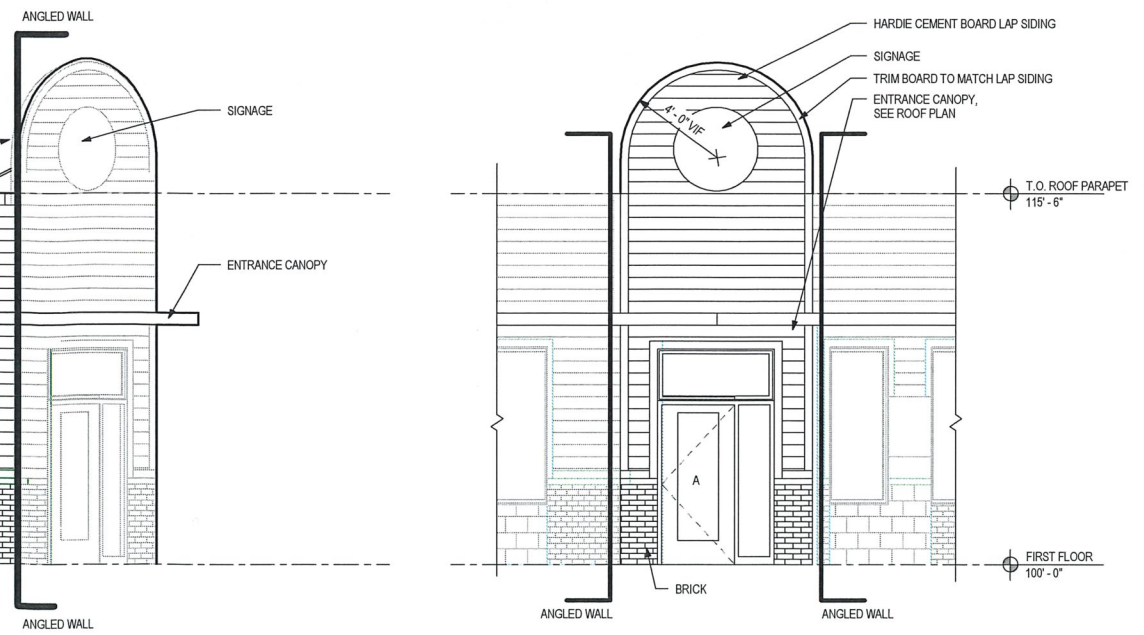 ANGLED WALL
SIGNAGE
ENTRANCE CANOPY
ANGLED WALL
HARDIE CEMENT BOARD LAP SIDING
SIGNAGE
TRIM BOARD TO MATCH LAP SIDING
ENTRANCE CANOPY,
SEE ROOF PLAN
4' - 0" VIF
T.O. ROOF PARAPET
115' - 6"
A
FIRST FLOOR
100' - 0"
BRICK
ANGLED WALL
ANGLED WALL